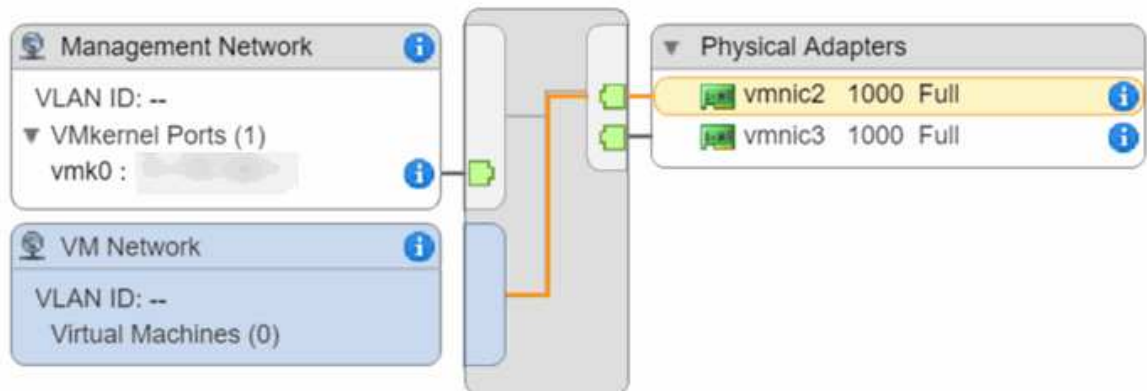 Management Network
VLAN ID: --
VMkernel Ports (1)
vmk0 :
VM Network
VLAN ID: --
Virtual Machines (0)
Physical Adapters
vmnic2 1000 Full
vmnic3 1000 Full